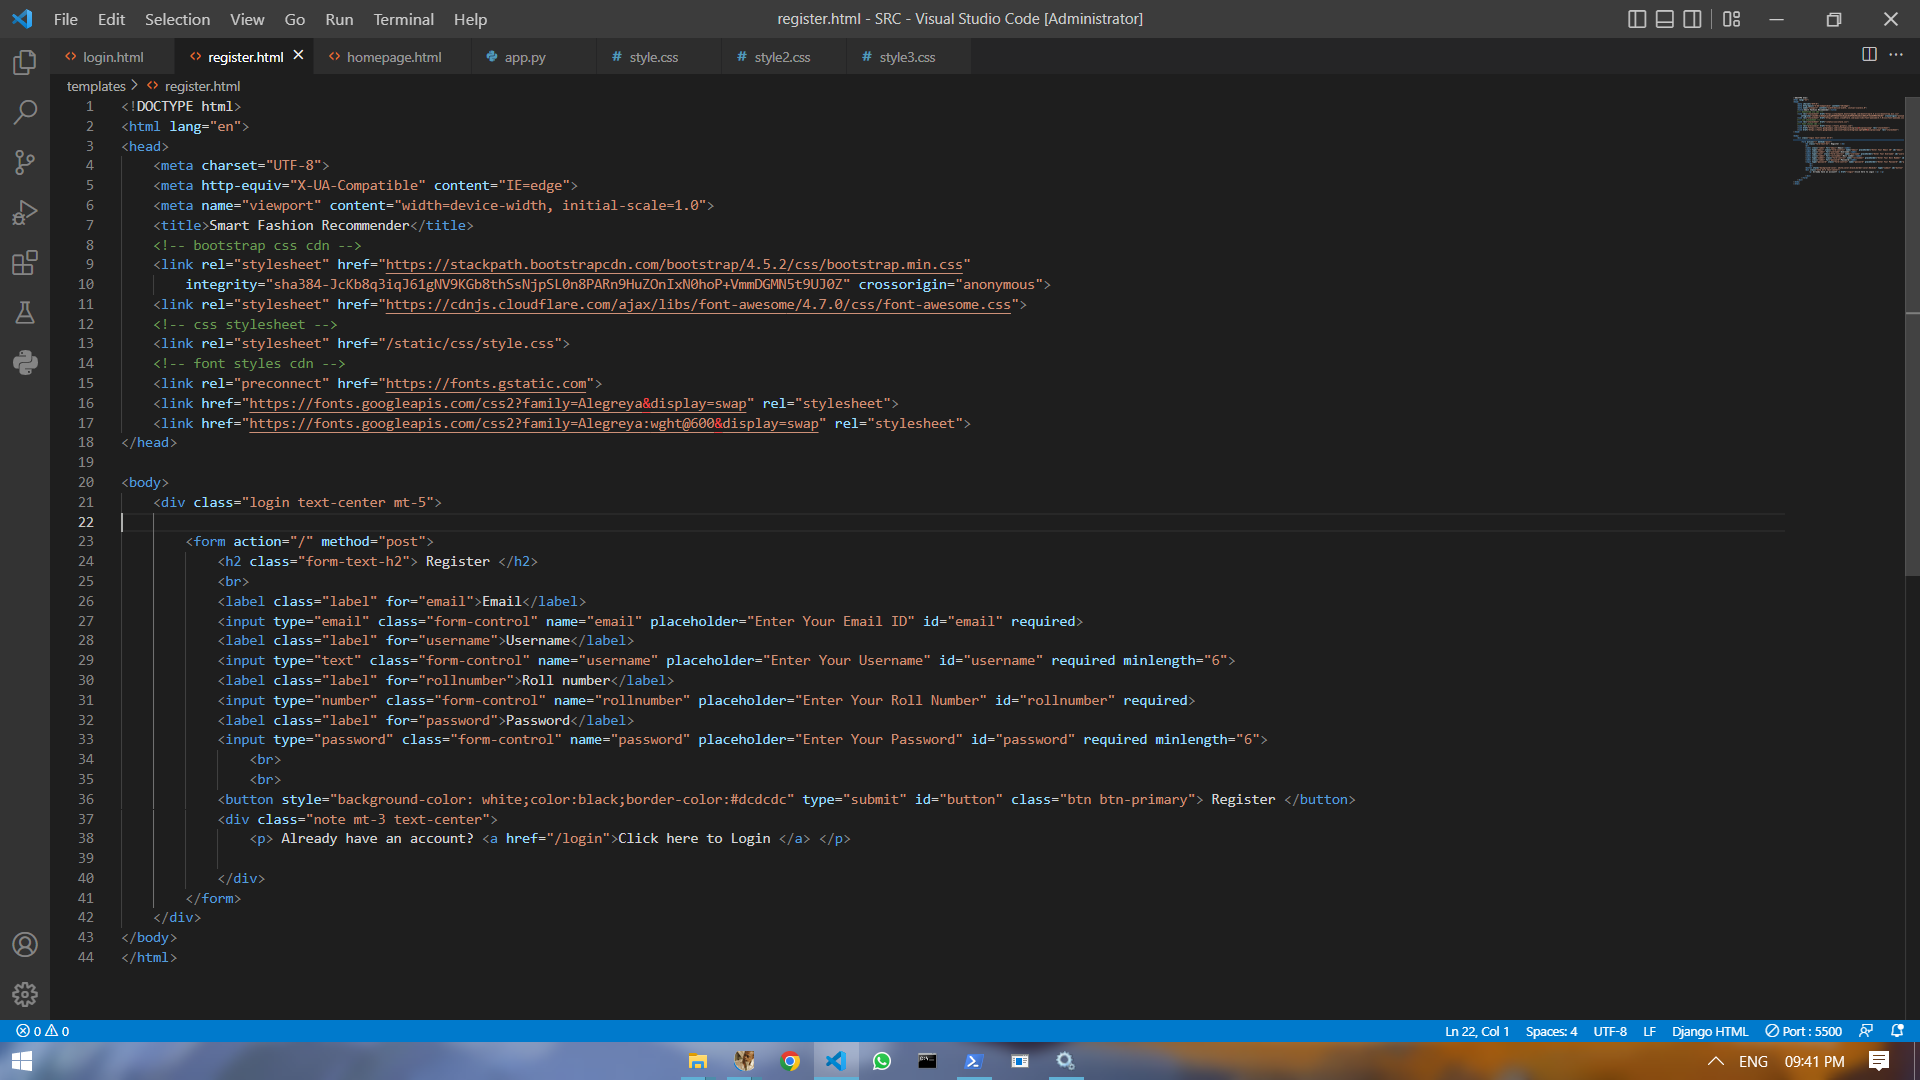 File Edit Selection View Go Run Terminal Help
register.html - SRC - Visual Studio Code [Administrator]
login.html
register.html
homepage.html
app.py
# style.css
# style2.css
# style3.css
templates > register.html
1 <!DOCTYPE html>
2 <html lang="en">
3 <head>
4 <meta charset="UTF-8">
5 <meta http-equiv="X-UA-Compatible" content="IE=edge">
6 <meta name="viewport" content="width=device-width, initial-scale=1.0">
7 <title>Smart Fashion Recommender</title>
8 <!-- bootstrap css cdn -->
9 <link rel="stylesheet" href="https://stackpath.bootstrapcdn.com/bootstrap/4.5.2/css/bootstrap.min.css"
10 integrity="sha384-JcKb8q3iqJ61gNV9KGb8thSsNjpSL0n8PARn9HuZOnIxN0hoP+VmmDGMN5t9UJ0Z" crossorigin="anonymous">
11 <link rel="stylesheet" href="https://cdnjs.cloudflare.com/ajax/libs/font-awesome/4.7.0/css/font-awesome.css">
12 <!-- css stylesheet -->
13 <link rel="stylesheet" href="/static/css/style.css">
14 <!-- font styles cdn -->
15 <link rel="preconnect" href="https://fonts.gstatic.com">
16 <link href="https://fonts.googleapis.com/css2?family=Alegreya&display=swap" rel="stylesheet">
17 <link href="https://fonts.googleapis.com/css2?family=Alegreya:wght@600&display=swap" rel="stylesheet">
18 </head>
19
20 <body>
21 <div class="login text-center mt-5">
22
23 <form action="/" method="post">
24 <h2 class="form-text-h2"> Register </h2>
25 <br>
26 <label class="label" for="email">Email</label>
27 <input type="email" class="form-control" name="email" placeholder="Enter Your Email ID" id="email" required>
28 <label class="label" for="username">Username</label>
29 <input type="text" class="form-control" name="username" placeholder="Enter Your Username" id="username" required minlength="6">
30 <label class="label" for="rollnumber">Roll number</label>
31 <input type="number" class="form-control" name="rollnumber" placeholder="Enter Your Roll Number" id="rollnumber" required>
32 <label class="label" for="password">Password</label>
33 <input type="password" class="form-control" name="password" placeholder="Enter Your Password" id="password" required minlength="6">
34 <br>
35 <br>
36 <button style="background-color: white;color:black;border-color:#dcdcdc" type="submit" id="button" class="btn btn-primary"> Register </button>
37 <div class="note mt-3 text-center">
38 <p> Already have an account? <a href="/login">Click here to Login </a> </p>
39
40 </div>
41 </form>
42 </div>
43 </body>
44 </html>
0 0
Ln 22, Col 1 Spaces: 4 UTF-8 LF Django HTML Port : 5500
ENG 09:41 PM